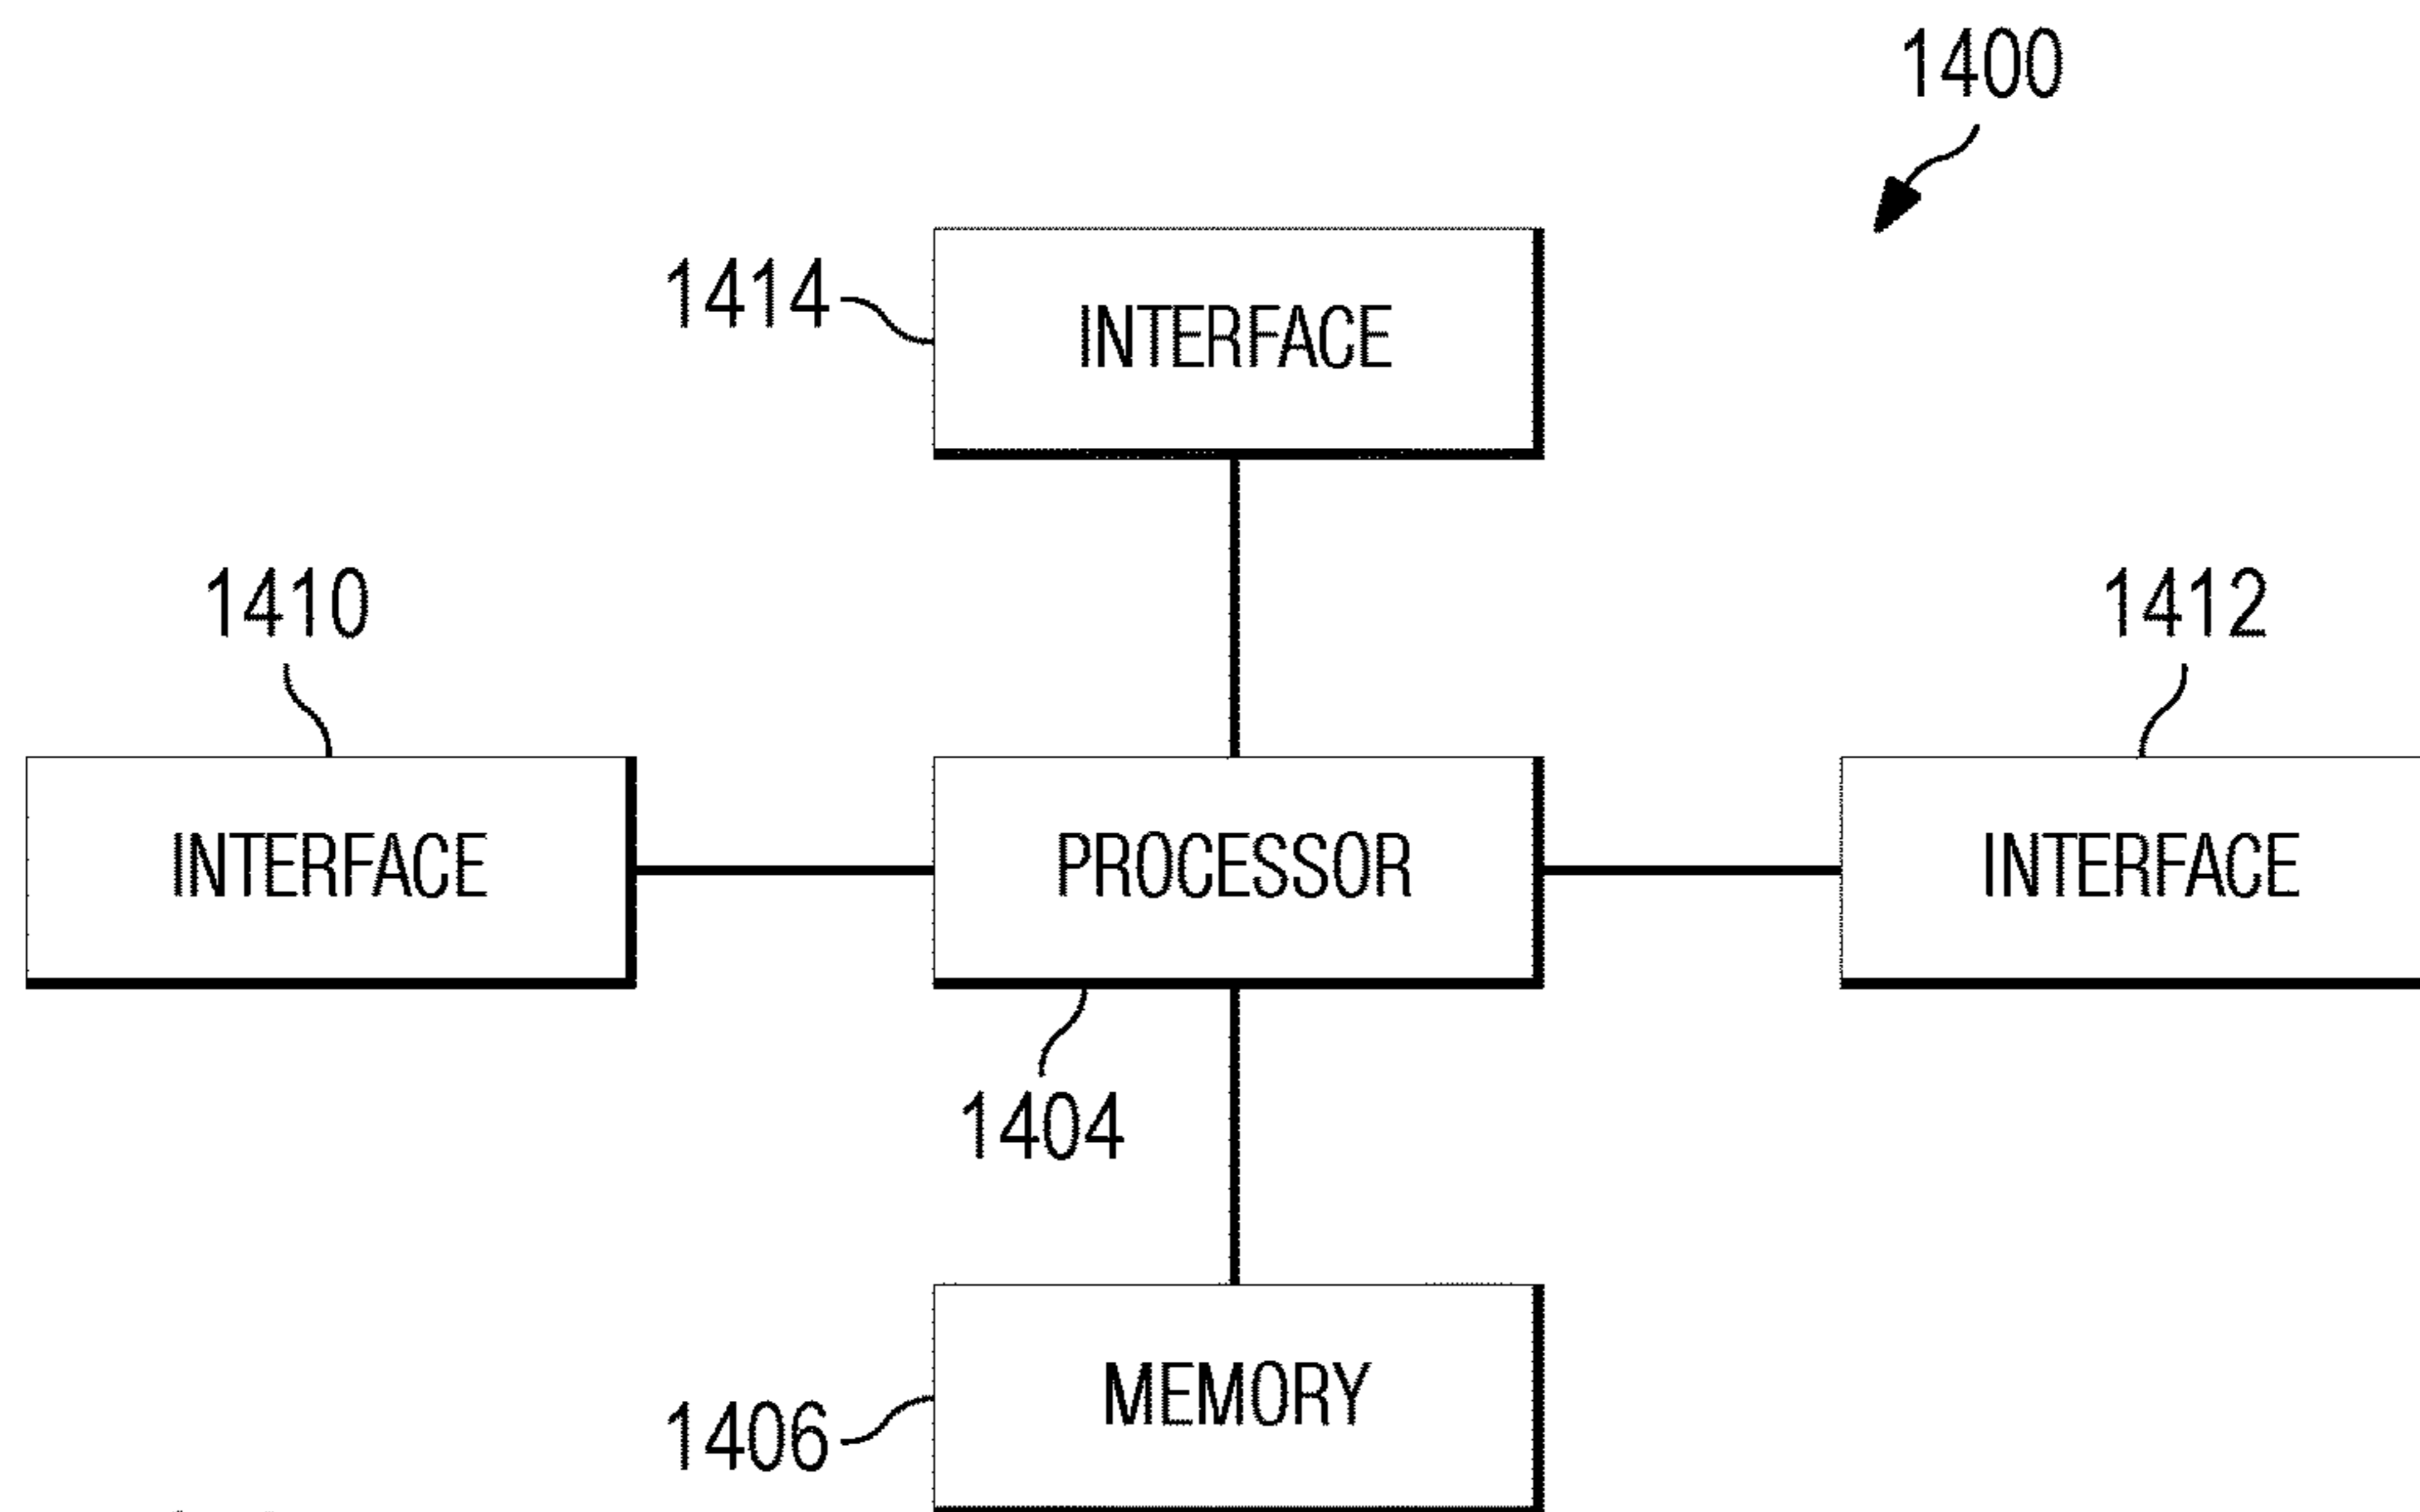 1400
1414
INTERFACE
1410
1412
INTERFACE
PROCESSOR
INTERFACE
1404
MEMORY
1406